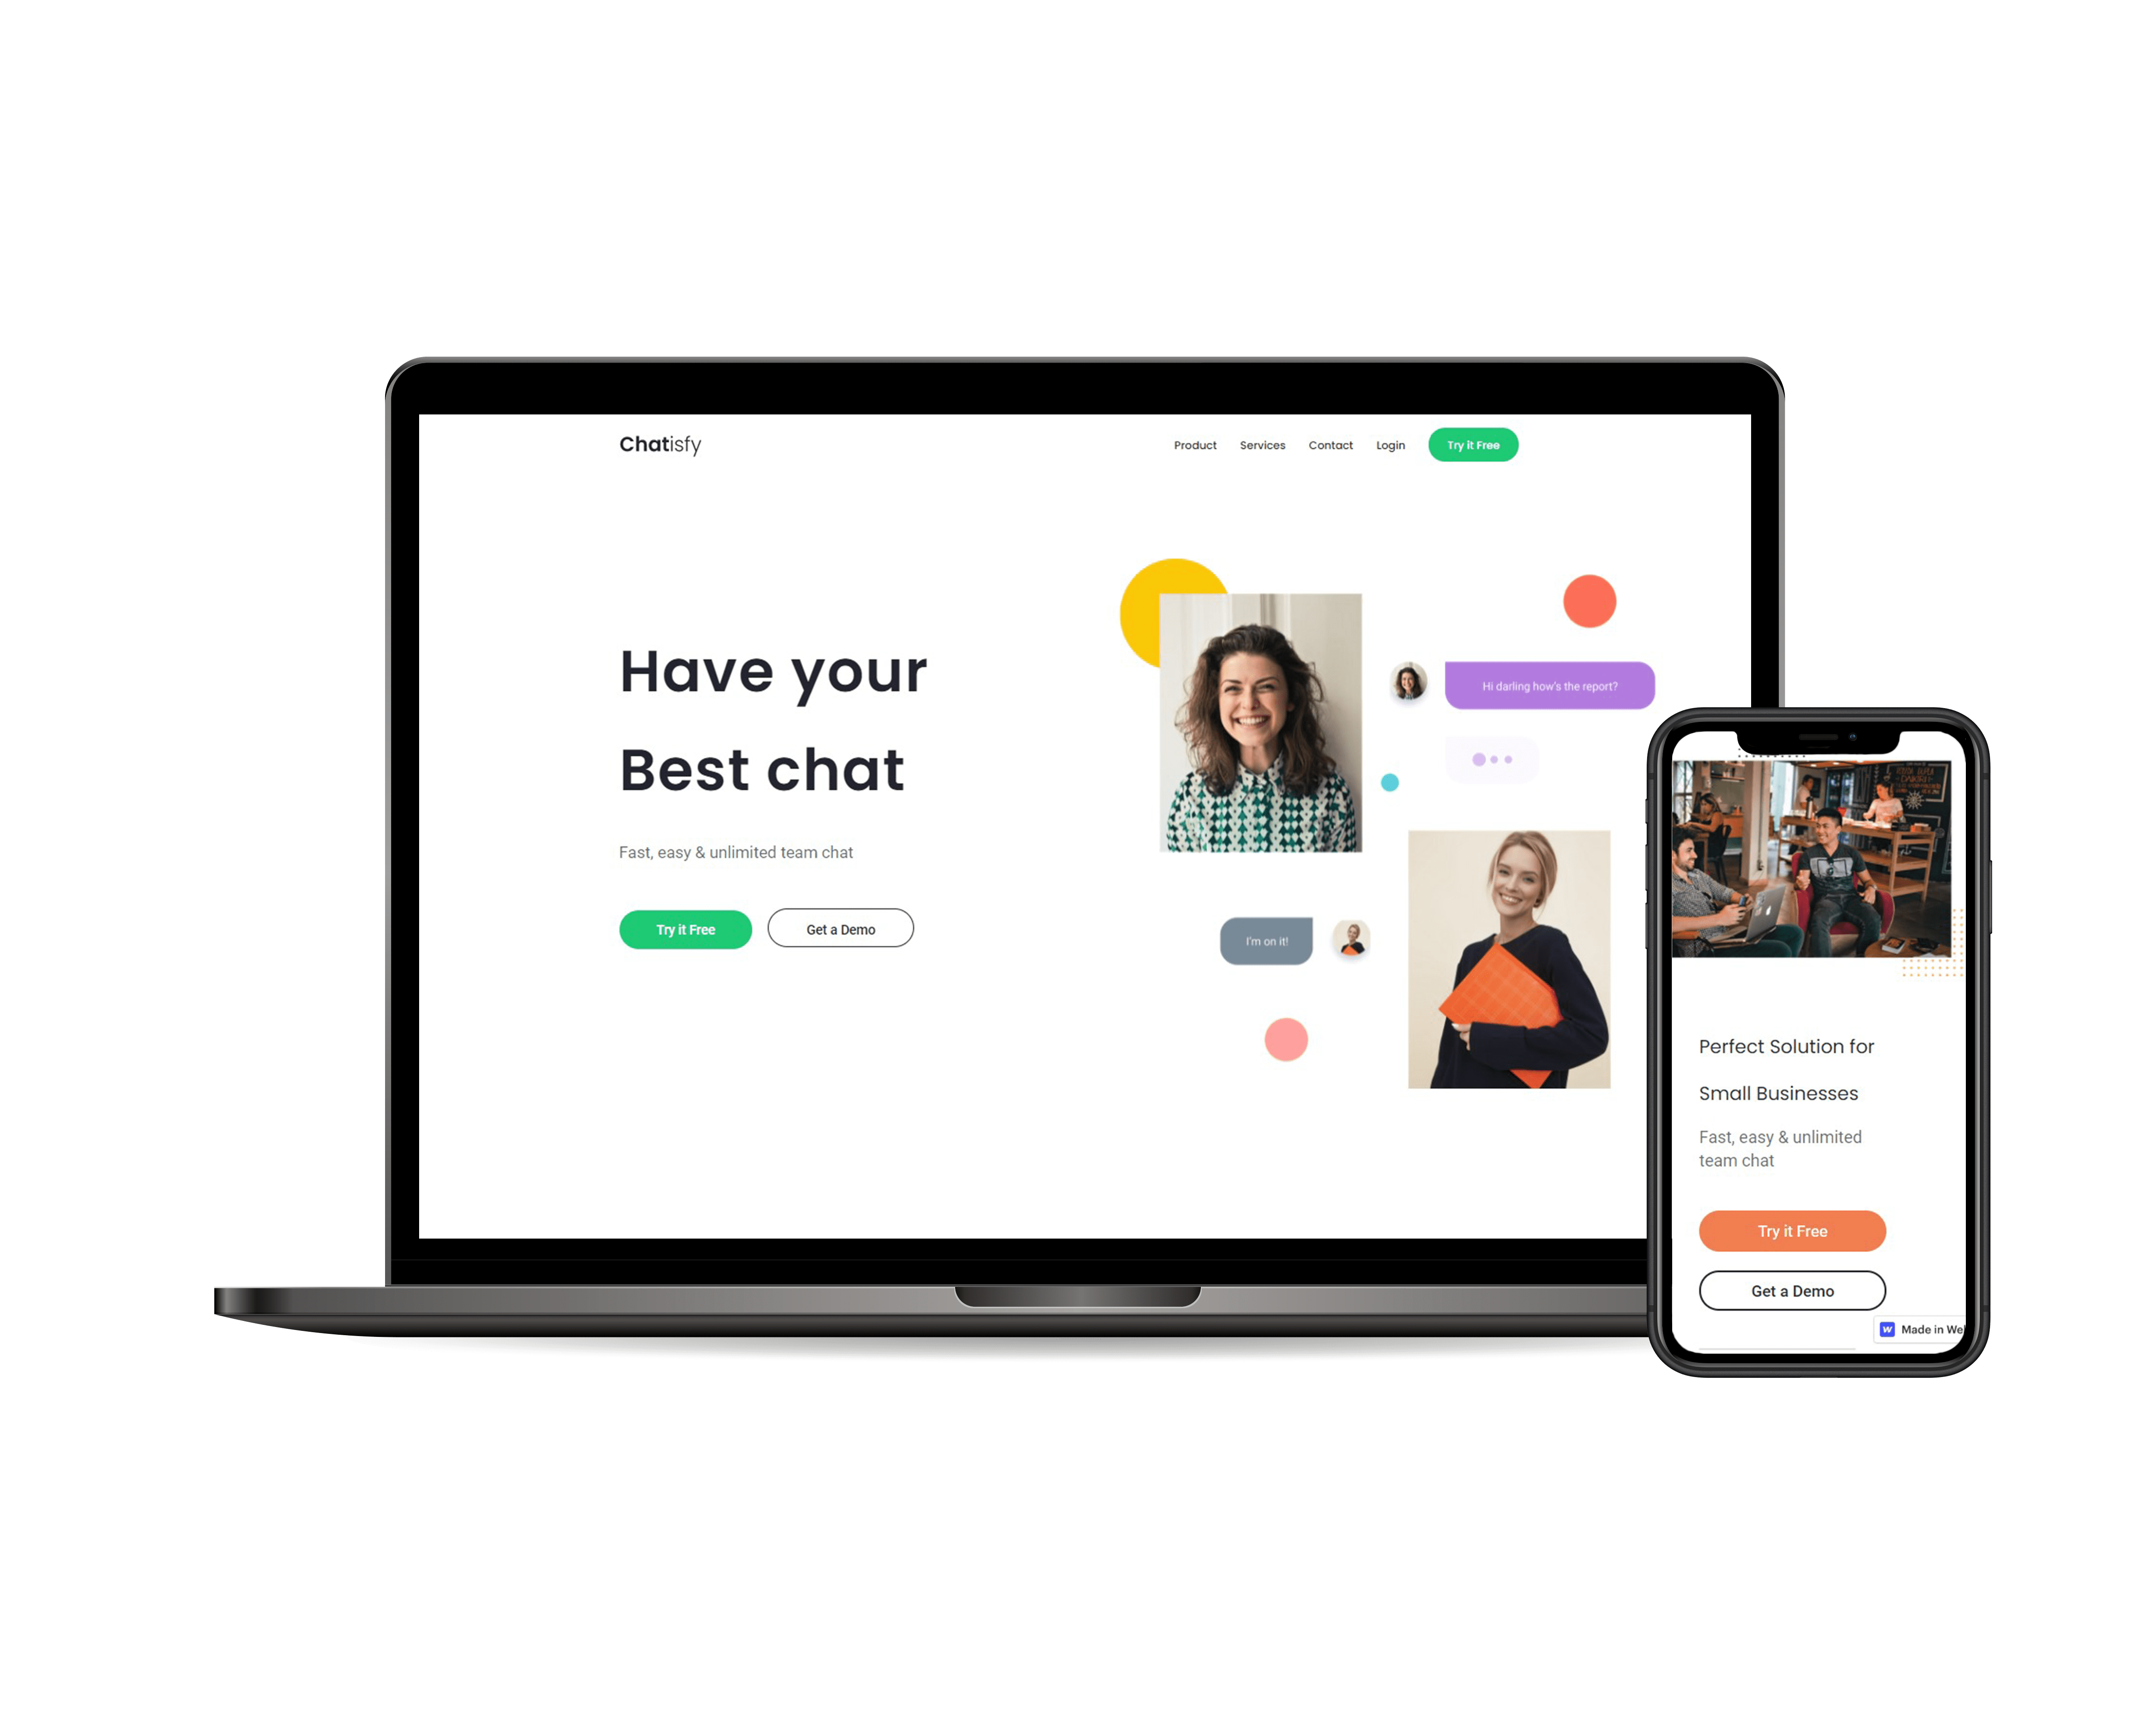 Chatisfy
Product Services Contact Login Try it Free
Have your
Best chat
Fast, easy & unlimited team chat
Try it Free Get a Demo
Hi darling how's the report?
I'm on it!
Perfect Solution for
Small Businesses
Fast, easy & unlimited
team chat
Try it Free
Get a Demo
Made in